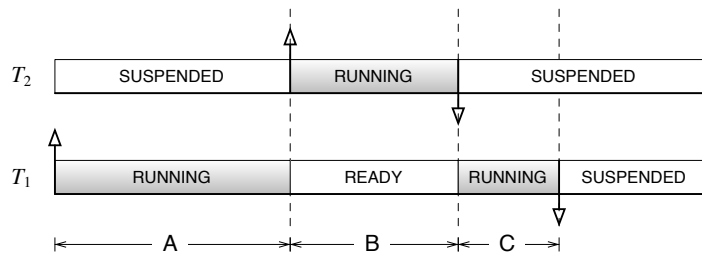 T₂ SUSPENDED RUNNING SUSPENDED
T₁ RUNNING READY RUNNING SUSPENDED
A B C